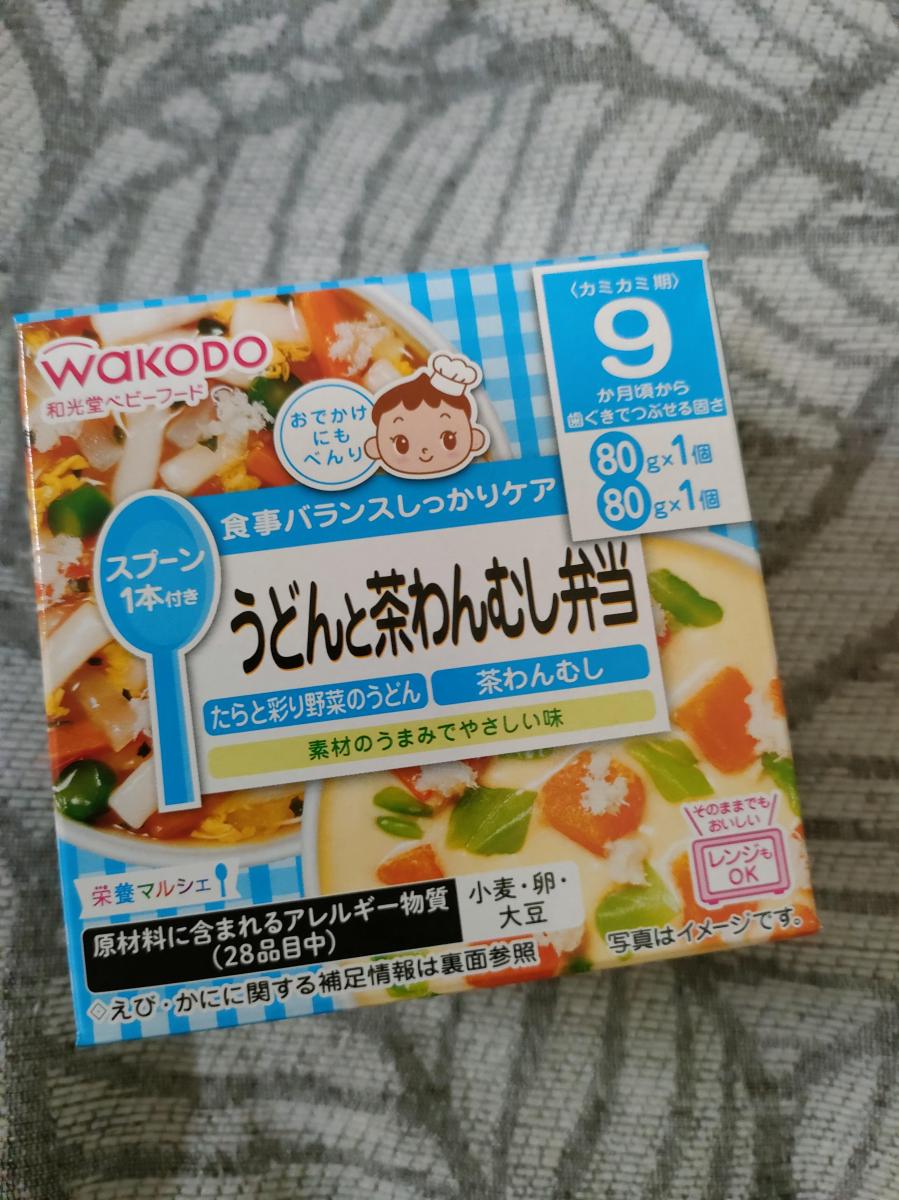 WaKODO
和光堂ベビーフード
おでかけ
にも
べんり
〈カミカミ期〉
9
か月頃から
歯ぐきでつぶせる固さ
80g×1個
80g×1個
食事バランスしっかりケア
スプーン
1本付き
うどんと茶わんむし弁当
たらと彩り野菜のうどん
茶わんむし
素材のうまみでやさしい味
そのままでも
おいしい
レンジも
OK
栄養マルシェ
原材料に含まれるアレルギー物質
(28品目中)
小麦・卵・
大豆
◇えび・かにに関する補足情報は裏面参照
写真はイメージです。